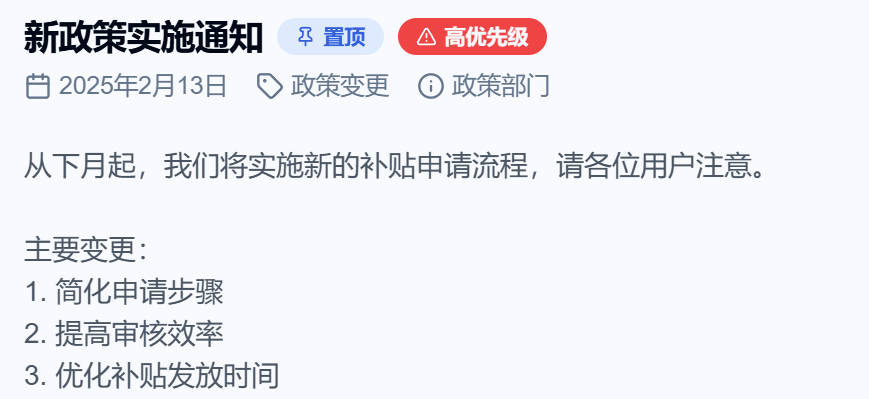 新政策实施通知 置顶 高优先级
2025年2月13日 政策变更 政策部门
从下月起，我们将实施新的补贴申请流程，请各位用户注意。
主要变更：
1. 简化申请步骤
2. 提高审核效率
3. 优化补贴发放时间